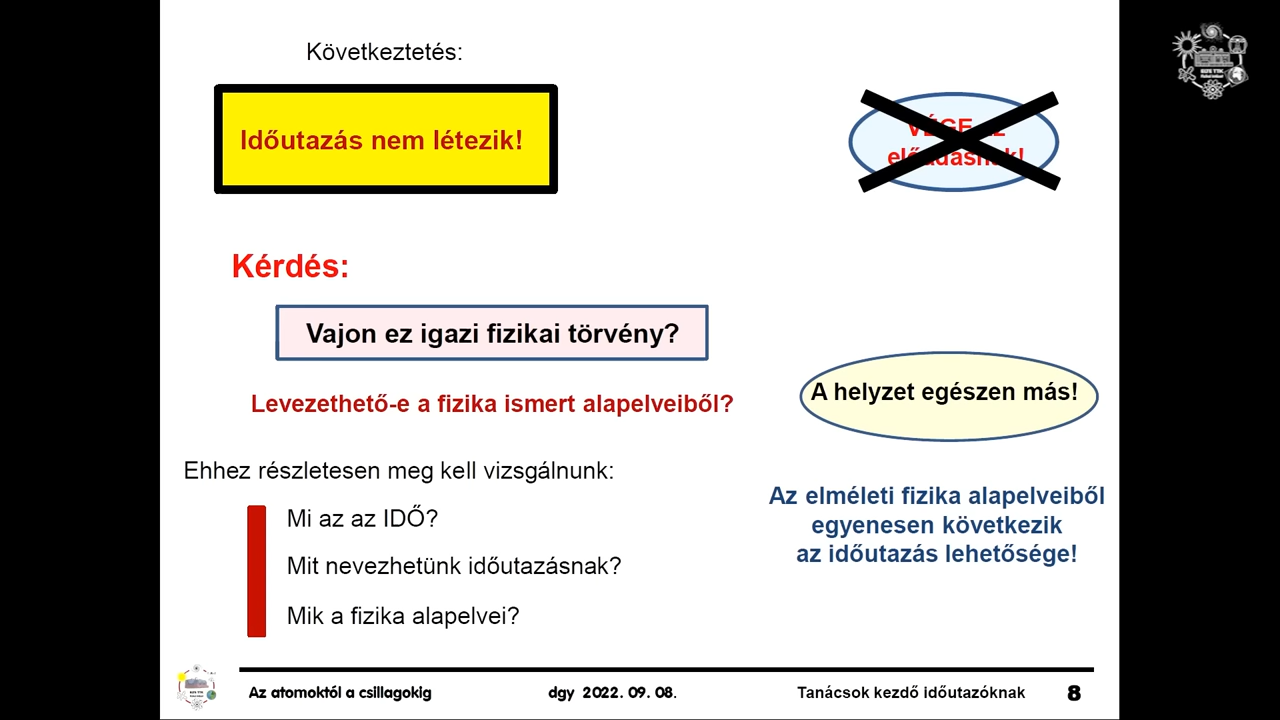 Következtetés:
Időutazás nem létezik!
VÉGE
Kérdés:
Vajon ez igazi fizikai törvény?
Levezethető-e a fizika ismert alapelveiből?
A helyzet egészen más!
Ehhez részletesen meg kell vizsgálnunk:
Mi az az IDŐ?
Mit nevezhetünk időutazásnak?
Mik a fizika alapelvei?
Az elméleti fizika alapelveiből
egyenesen következik
az időutazás lehetősége!
Az atomoktól a csillagokig
dgy 2022. 09. 08.
Tanácsok kezdő időutazóknak
8